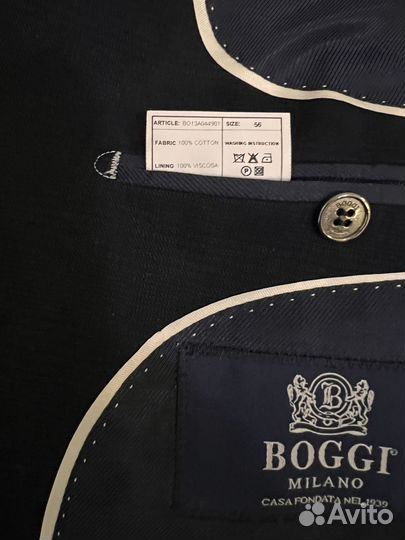 ARTICLE: BO13A044901 SIZE: 56
FABRIC 100% COTTON WASHING INSTRUCTION
LINING 100% VISCOSA
P
BOGGI
B
BOGGI
MILANO
CASA FONDATA NEL 1939
Avito